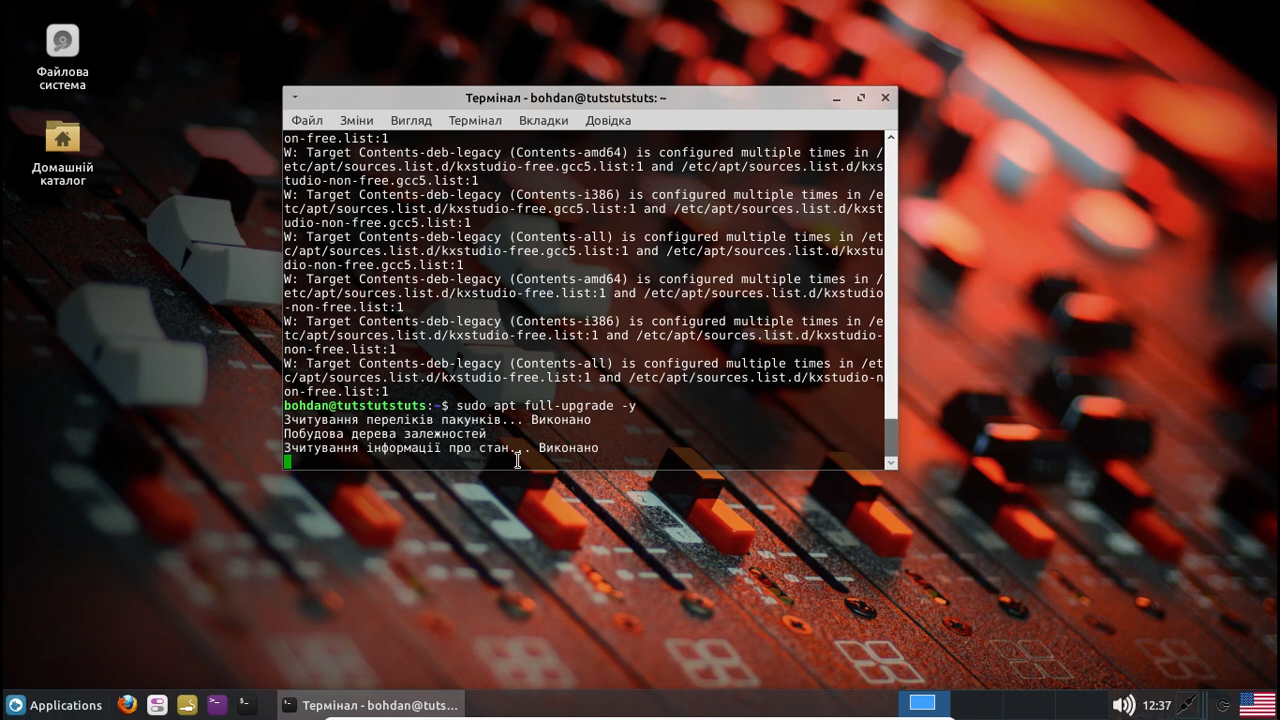 Файлова
система
Домашній
каталог
Термінал - bohdan@tutstutstuts: ~
Файл Зміни Вигляд Термінал Вкладки Довідка
on-free.list:1
W: Target Contents-deb-legacy (Contents-amd64) is configured multiple times in /
etc/apt/sources.list.d/kxstudio-free.gcc5.list:1 and /etc/apt/sources.list.d/kxs
tudio-non-free.gcc5.list:1
W: Target Contents-deb-legacy (Contents-i386) is configured multiple times in /e
tc/apt/sources.list.d/kxstudio-free.gcc5.list:1 and /etc/apt/sources.list.d/kxst
udio-non-free.gcc5.list:1
W: Target Contents-deb-legacy (Contents-all) is configured multiple times in /et
c/apt/sources.list.d/kxstudio-free.gcc5.list:1 and /etc/apt/sources.list.d/kxstu
dio-non-free.gcc5.list:1
W: Target Contents-deb-legacy (Contents-amd64) is configured multiple times in /
etc/apt/sources.list.d/kxstudio-free.list:1 and /etc/apt/sources.list.d/kxstudio
-non-free.list:1
W: Target Contents-deb-legacy (Contents-i386) is configured multiple times in /e
tc/apt/sources.list.d/kxstudio-free.list:1 and /etc/apt/sources.list.d/kxstudio-
non-free.list:1
W: Target Contents-deb-legacy (Contents-all) is configured multiple times in /et
c/apt/sources.list.d/kxstudio-free.list:1 and /etc/apt/sources.list.d/kxstudio-n
on-free.list:1
bohdan@tutstutstuts:~$ sudo apt full-upgrade -y
Зчитування переліків пакунків... Виконано
Побудова дерева залежностей
Зчитування інформації про стан... Виконано
Applications
Термінал - bohdan@tuts...
12:37